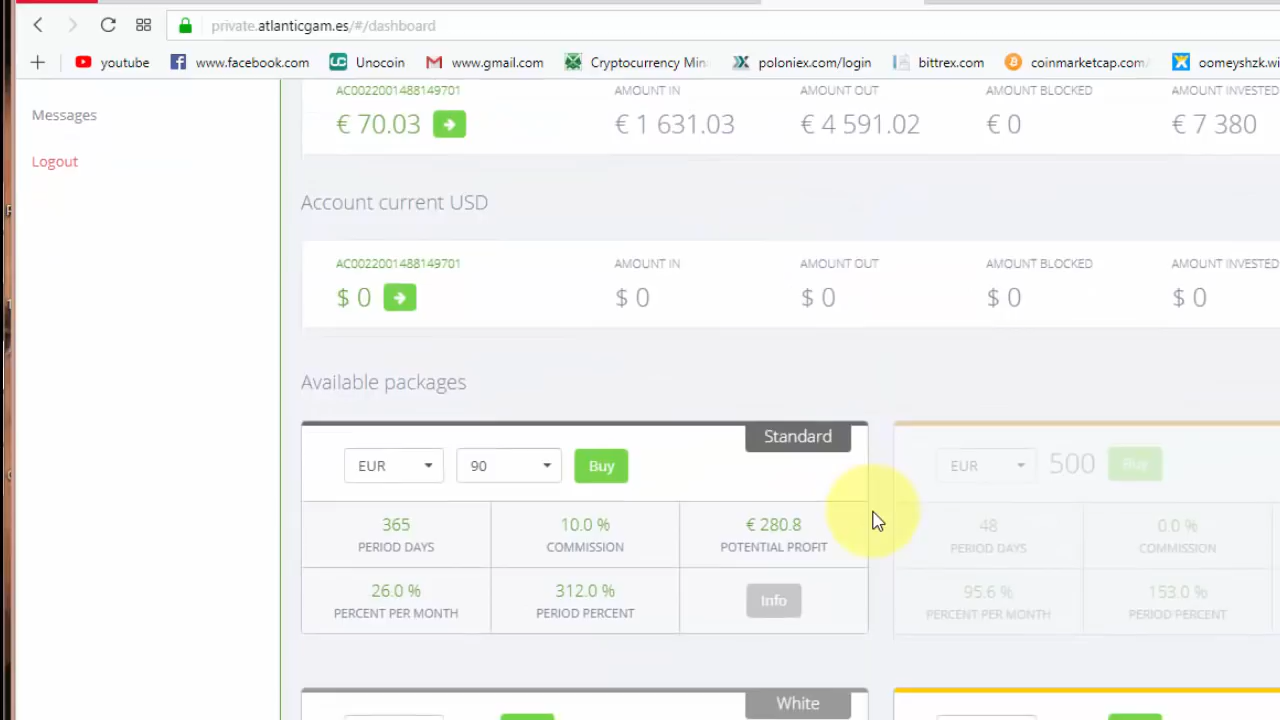 private.atlanticgam.es/#/dashboard
youtube www.facebook.com Unocoin www.gmail.com Cryptocurrency Min poloniex.com/login bittrex.com coinmarketcap.com/ oomeyshzk.wi
Messages
Logout
AC0022001488149701 AMOUNT IN AMOUNT OUT AMOUNT BLOCKED AMOUNT INVESTED
€ 70.03 € 1 631.03 € 4 591.02 € 0 € 7 380
Account current USD
AC0022001488149701 AMOUNT IN AMOUNT OUT AMOUNT BLOCKED AMOUNT INVESTED
$ 0 $ 0 $ 0 $ 0 $ 0
Available packages
Standard
EUR 90 Buy EUR 500 Buy
365 10.0 % € 280.8 48 0.0 %
PERIOD DAYS COMMISSION POTENTIAL PROFIT PERIOD DAYS COMMISSION
26.0 % 312.0 % Info 95.6 % 153.0 %
PERCENT PER MONTH PERIOD PERCENT PERCENT PER MONTH PERIOD PERCENT
White